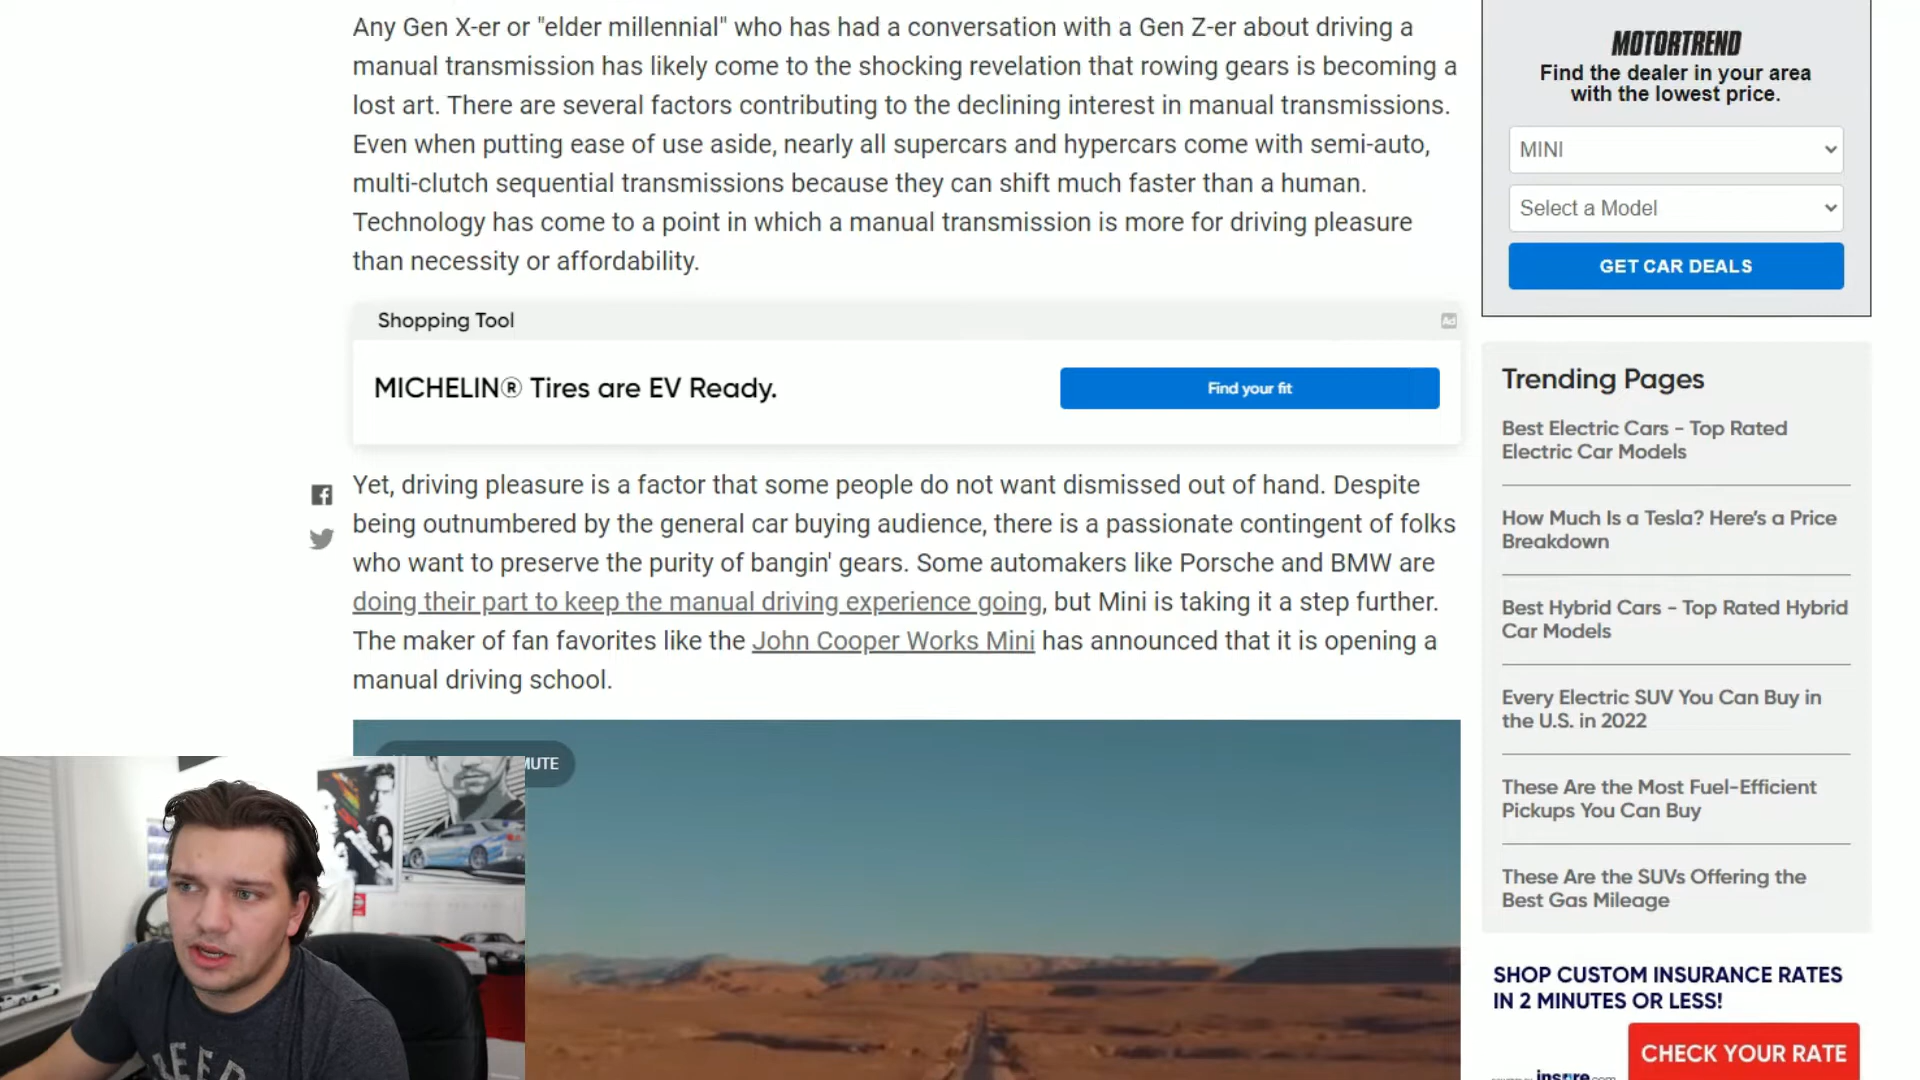 Any Gen X-er or "elder millennial" who has had a conversation with a Gen Z-er about driving a
manual transmission has likely come to the shocking revelation that rowing gears is becoming a
lost art. There are several factors contributing to the declining interest in manual transmissions.
Even when putting ease of use aside, nearly all supercars and hypercars come with semi-auto,
multi-clutch sequential transmissions because they can shift much faster than a human.
Technology has come to a point in which a manual transmission is more for driving pleasure
than necessity or affordability.
Shopping Tool
Ad
MICHELIN® Tires are EV Ready.
Find your fit
Yet, driving pleasure is a factor that some people do not want dismissed out of hand. Despite
being outnumbered by the general car buying audience, there is a passionate contingent of folks
who want to preserve the purity of bangin' gears. Some automakers like Porsche and BMW are
doing their part to keep the manual driving experience going, but Mini is taking it a step further.
The maker of fan favorites like the John Cooper Works Mini has announced that it is opening a
manual driving school.
MUTE
MOTORTREND
Find the dealer in your area
with the lowest price.
MINI
Select a Model
GET CAR DEALS
Trending Pages
Best Electric Cars - Top Rated
Electric Car Models
How Much Is a Tesla? Here's a Price
Breakdown
Best Hybrid Cars - Top Rated Hybrid
Car Models
Every Electric SUV You Can Buy in
the U.S. in 2022
These Are the Most Fuel-Efficient
Pickups You Can Buy
These Are the SUVs Offering the
Best Gas Mileage
SHOP CUSTOM INSURANCE RATES
IN 2 MINUTES OR LESS!
CHECK YOUR RATE
insure.com